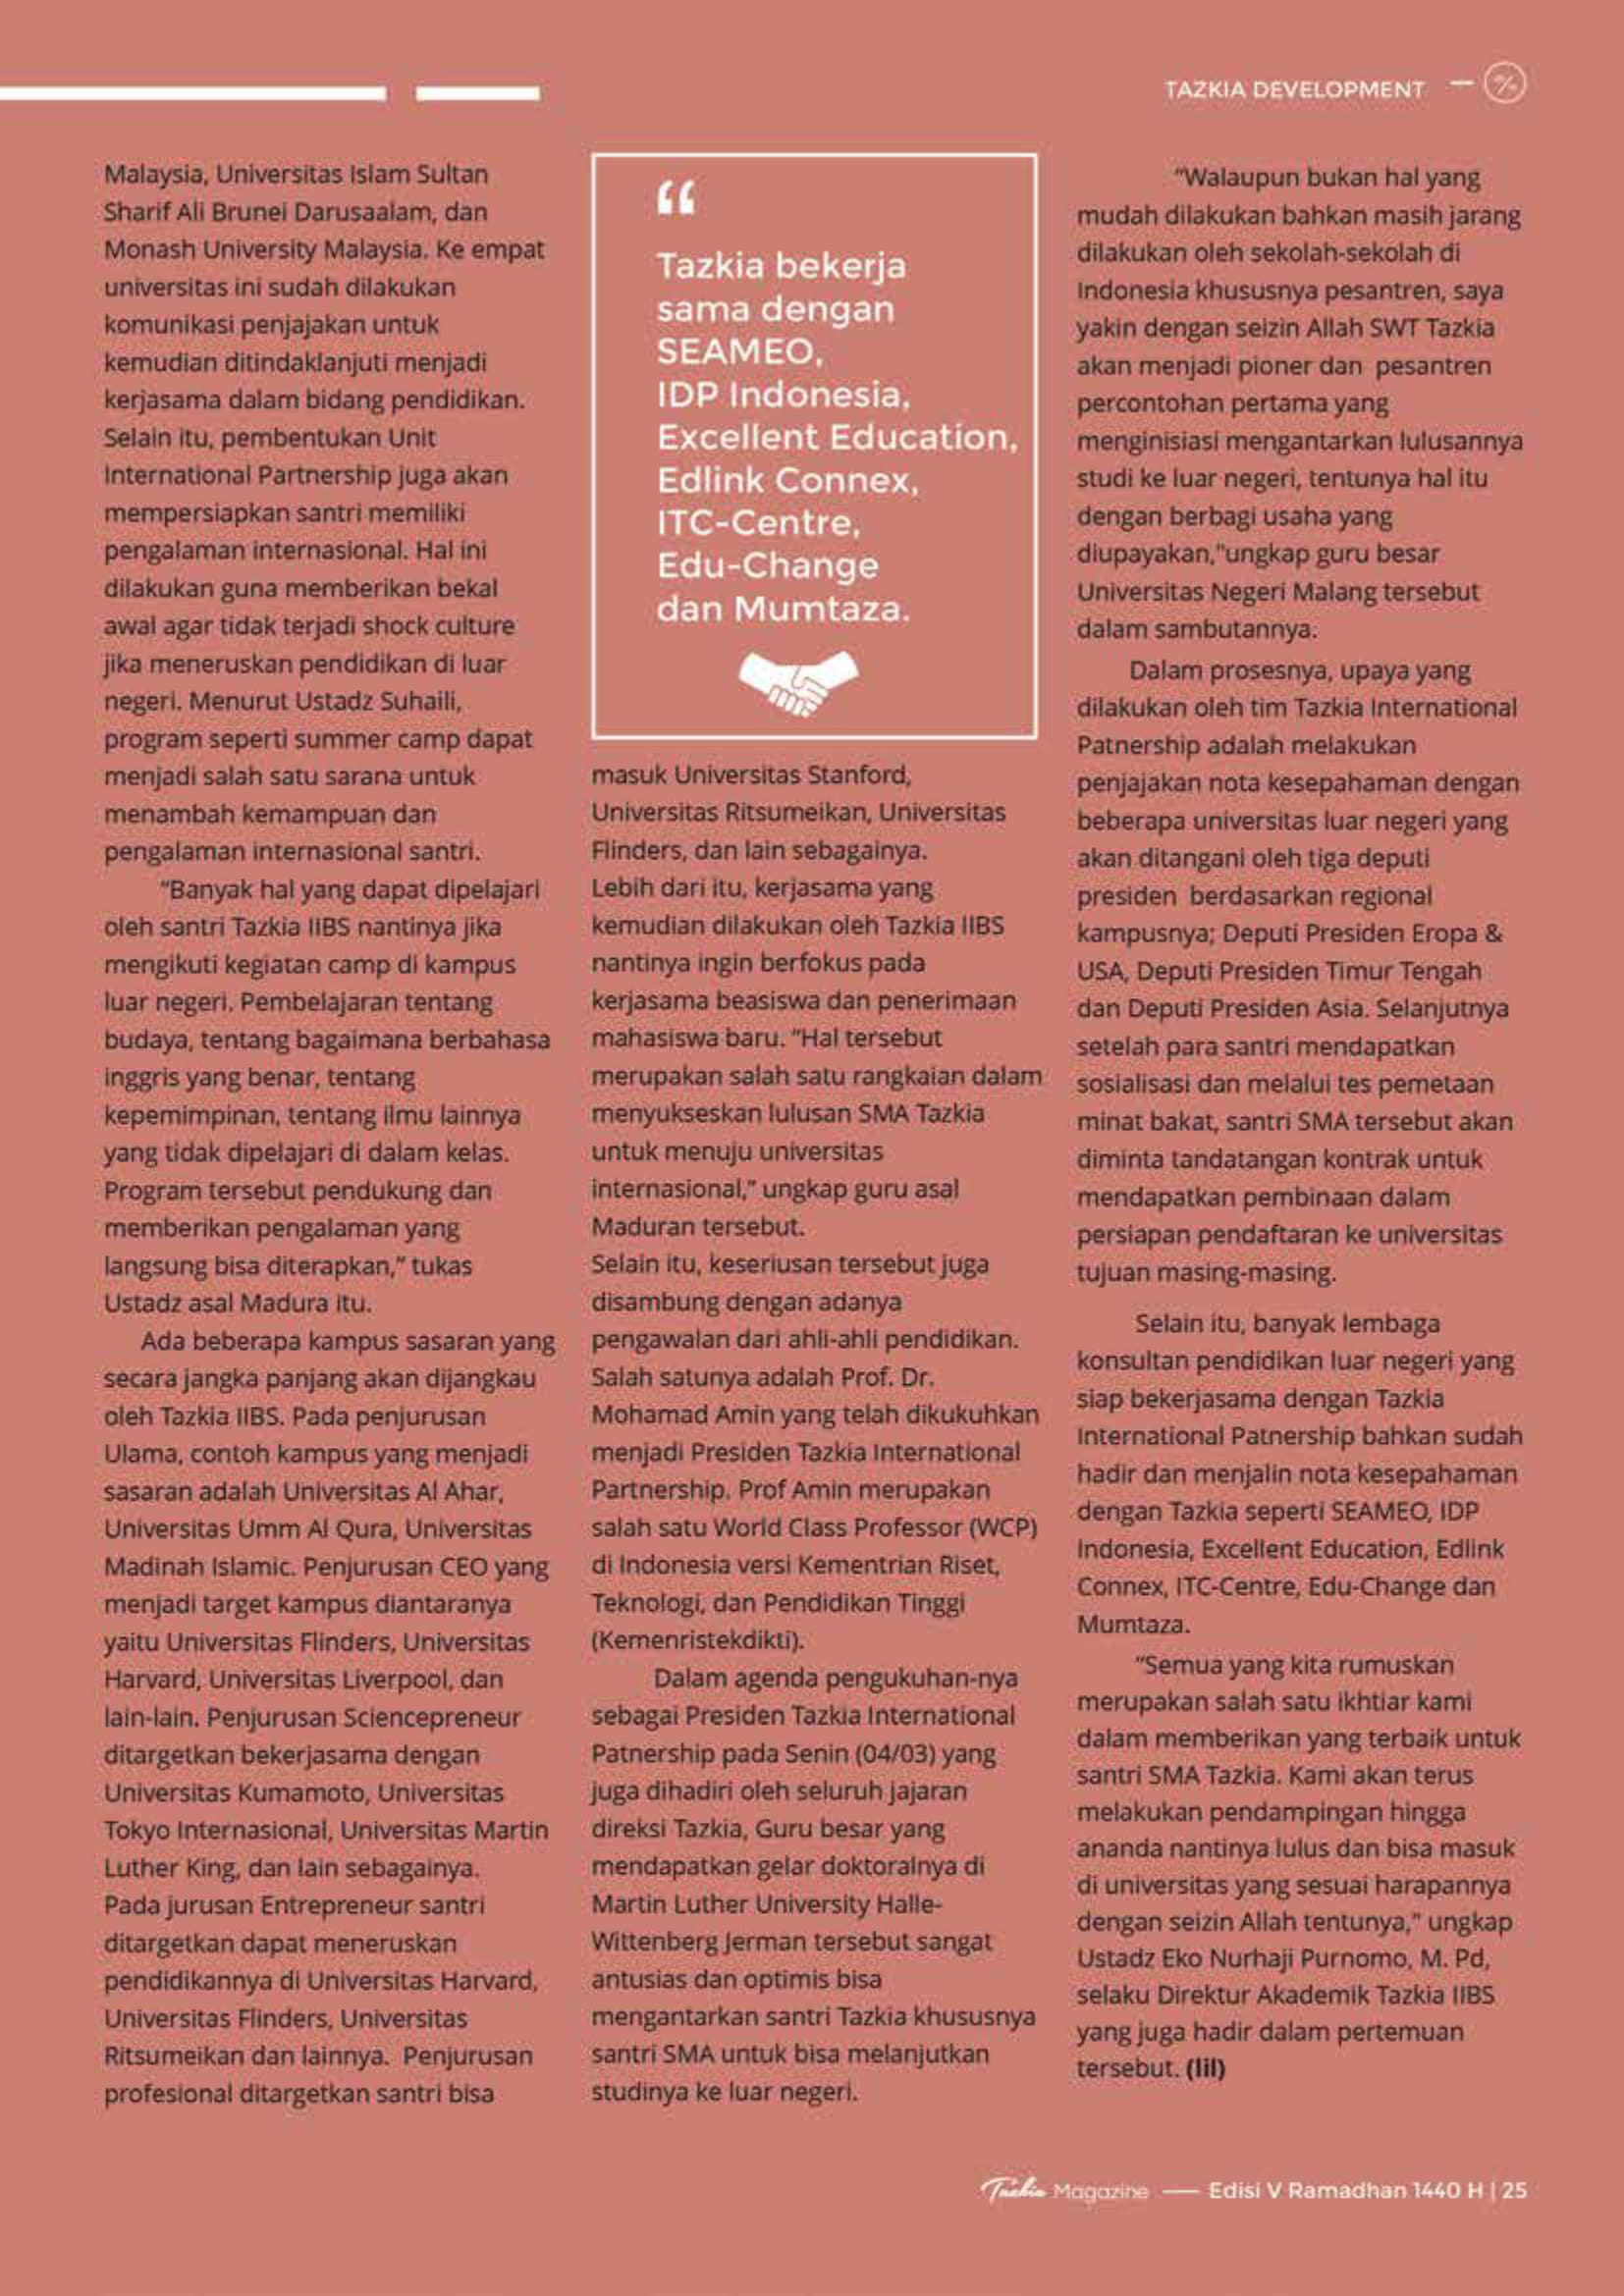 TAZKIA DEVELOPMENT
Malaysia, Universitas Islam Sultan
Sharif Ali Brunei Darusaalam, dan
Monash University Malaysia. Ke empat
universitas ini sudah dilakukan
komunikasi penjajakan untuk
kemudian ditindaklanjuti menjadi
kerjasama dalam bidang pendidikan.
Selain itu, pembentukan Unit
International Partnership juga akan
mempersiapkan santri memiliki
pengalaman internasional. Hal ini
dilakukan guna memberikan bekal
awal agar tidak terjadi shock culture
jika meneruskan pendidikan di luar
negeri. Menurut Ustadz Suhaili,
program seperti summer camp dapat
menjadi salah satu sarana untuk
menambah kemampuan dan
pengalaman internasional santri.
"Banyak hal yang dapat dipelajari
oleh santri Tazkia IIBS nantinya jika
mengikuti kegiatan camp di kampus
luar negeri. Pembelajaran tentang
budaya, tentang bagaimana berbahasa
inggris yang benar, tentang
kepemimpinan, tentang ilmu lainnya
yang tidak dipelajari di dalam kelas.
Program tersebut pendukung dan
memberikan pengalaman yang
langsung bisa diterapkan," tukas
Ustadz asal Madura itu.
Ada beberapa kampus sasaran yang
secara jangka panjang akan dijangkau
oleh Tazkia IIBS. Pada penjurusan
Ulama, contoh kampus yang menjadi
sasaran adalah Universitas Al Ahar,
Universitas Umm Al Qura, Universitas
Madinah Islamic. Penjurusan CEO yang
menjadi target kampus diantaranya
yaitu Universitas Flinders, Universitas
Harvard, Universitas Liverpool, dan
lain-lain. Penjurusan Sciencepreneur
ditargetkan bekerjasama dengan
Universitas Kumamoto, Universitas
Tokyo Internasional, Universitas Martin
Luther King, dan lain sebagainya.
Pada jurusan Entrepreneur santri
ditargetkan dapat meneruskan
pendidikannya di Universitas Harvard,
Universitas Flinders, Universitas
Ritsumeikan dan lainnya. Penjurusan
profesional ditargetkan santri bisa
“
Tazkia bekerja
sama dengan
SEAMEO,
IDP Indonesia,
Excellent Education,
Edlink Connex,
ITC-Centre,
Edu-Change
dan Mumtaza.
masuk Universitas Stanford,
Universitas Ritsumeikan, Universitas
Flinders, dan lain sebagainya.
Lebih dari itu, kerjasama yang
kemudian dilakukan oleh Tazkia IIBS
nantinya ingin berfokus pada
kerjasama beasiswa dan penerimaan
mahasiswa baru. "Hal tersebut
merupakan salah satu rangkaian dalam
menyukseskan lulusan SMA Tazkia
untuk menuju universitas
internasional," ungkap guru asal
Maduran tersebut.
Selain itu, keseriusan tersebut juga
disambung dengan adanya
pengawalan dari ahli-ahli pendidikan.
Salah satunya adalah Prof. Dr.
Mohamad Amin yang telah dikukuhkan
menjadi Presiden Tazkia International
Partnership. Prof Amin merupakan
salah satu World Class Professor (WCP)
di Indonesia versi Kementrian Riset,
Teknologi, dan Pendidikan Tinggi
(Kemenristekdikti).
Dalam agenda pengukuhan-nya
sebagai Presiden Tazkia International
Patnership pada Senin (04/03) yang
juga dihadiri oleh seluruh jajaran
direksi Tazkia, Guru besar yang
mendapatkan gelar doktoralnya di
Martin Luther University Halle-
Wittenberg Jerman tersebut sangat
antusias dan optimis bisa
mengantarkan santri Tazkia khususnya
santri SMA untuk bisa melanjutkan
studinya ke luar negeri.
"Walaupun bukan hal yang
mudah dilakukan bahkan masih jarang
dilakukan oleh sekolah-sekolah di
Indonesia khususnya pesantren, saya
yakin dengan seizin Allah SWT Tazkia
akan menjadi pioner dan pesantren
percontohan pertama yang
menginisiasi mengantarkan lulusannya
studi ke luar negeri, tentunya hal itu
dengan berbagi usaha yang
diupayakan,"ungkap guru besar
Universitas Negeri Malang tersebut
dalam sambutannya.
Dalam prosesnya, upaya yang
dilakukan oleh tim Tazkia International
Patnership adalah melakukan
penjajakan nota kesepahaman dengan
beberapa universitas luar negeri yang
akan ditangani oleh tiga deputi
presiden berdasarkan regional
kampusnya; Deputi Presiden Eropa &
USA, Deputi Presiden Timur Tengah
dan Deputi Presiden Asia. Selanjutnya
setelah para santri mendapatkan
sosialisasi dan melalui tes pemetaan
minat bakat, santri SMA tersebut akan
diminta tandatangan kontrak untuk
mendapatkan pembinaan dalam
persiapan pendaftaran ke universitas
tujuan masing-masing.
Selain itu, banyak lembaga
konsultan pendidikan luar negeri yang
siap bekerjasama dengan Tazkia
International Patnership bahkan sudah
hadir dan menjalin nota kesepahaman
dengan Tazkia seperti SEAMEO, IDP
Indonesia, Excellent Education, Edlink
Connex, ITC-Centre, Edu-Change dan
Mumtaza.
"Semua yang kita rumuskan
merupakan salah satu ikhtiar kami
dalam memberikan yang terbaik untuk
santri SMA Tazkia. Kami akan terus
melakukan pendampingan hingga
ananda nantinya lulus dan bisa masuk
di universitas yang sesuai harapannya
dengan seizin Allah tentunya," ungkap
Ustadz Eko Nurhaji Purnomo, M. Pd,
selaku Direktur Akademik Tazkia IIBS
yang juga hadir dalam pertemuan
tersebut. (lil)
Tazkia Magazine — Edisi V Ramadhan 1440 H | 25